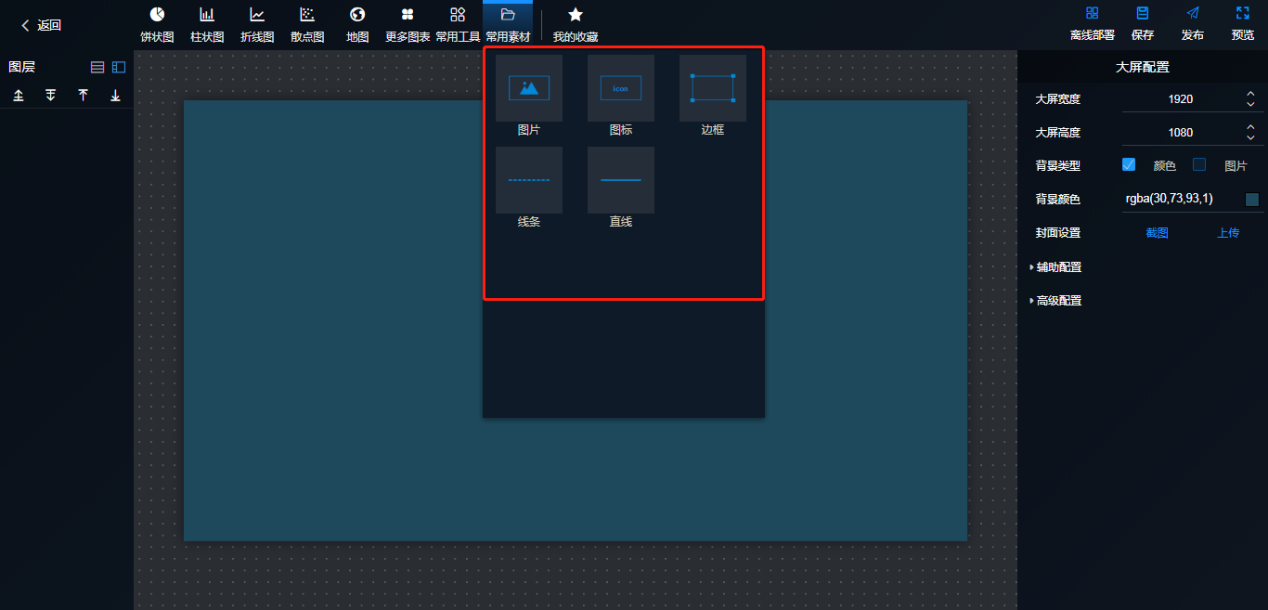 返回
饼状图 柱状图 折线图 散点图 地图 更多图表 常用工具 常用素材 我的收藏
离线部署 保存 发布 预览
图层
图片 icon 图标 边框
线条 直线
大屏配置
大屏宽度 1920
大屏高度 1080
背景类型 颜色 图片
背景颜色 rgba(30,73,93,1)
封面设置 截图 上传
辅助配置
高级配置